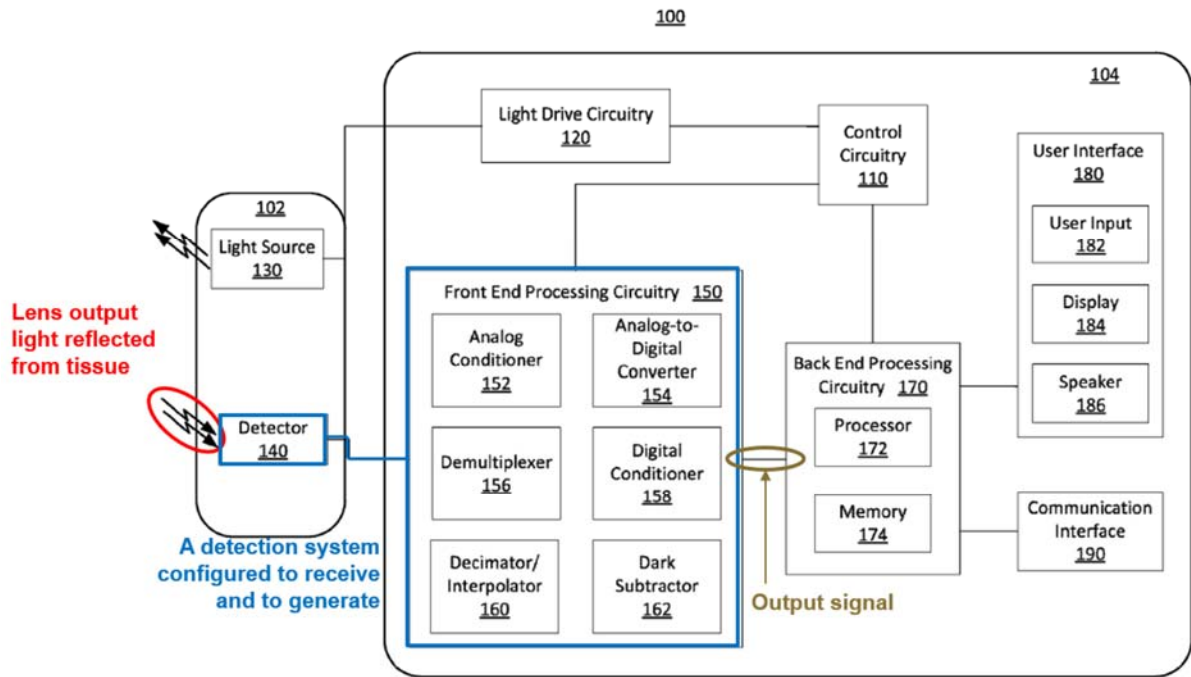 100
104
Light Drive Circuitry
120
Control
Circuitry
110
User Interface
180
User Input
182
Display
184
Speaker
186
102
Light Source
130
Lens output
light reflected
from tissue
Detector
140
Front End Processing Circuitry 150
Analog
Conditioner
152
Analog-to-
Digital
Converter
154
Demultiplexer
156
Digital
Conditioner
158
Decimator/
Interpolator
160
Dark
Subtractor
162
Back End Processing
Circuitry 170
Processor
172
Memory
174
Communication
Interface
190
A detection system
configured to receive
and to generate
Output signal